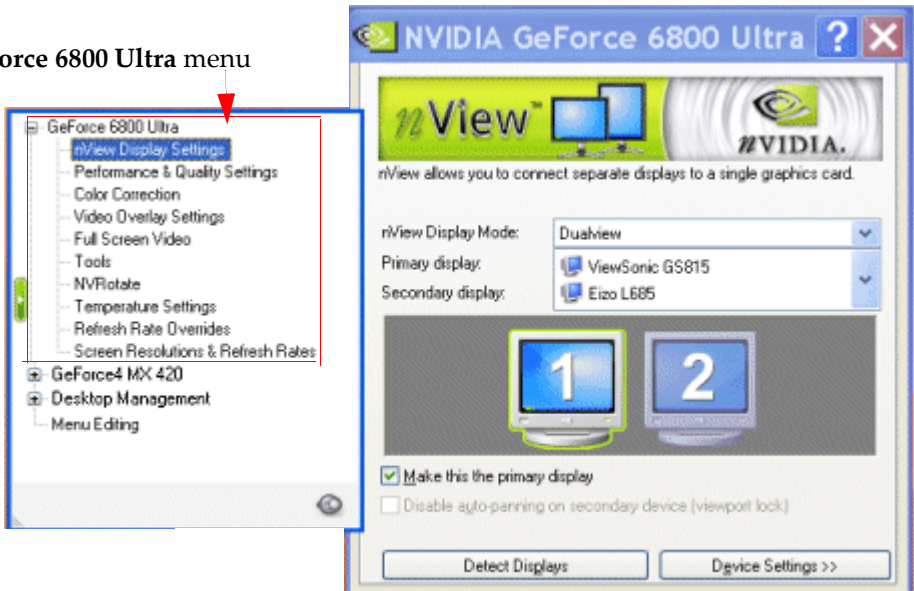 orce 6800 Ultra menu
GeForce 6800 Ultra
nView Display Settings
Performance & Quality Settings
Color Correction
Video Overlay Settings
Full Screen Video
Tools
NVRotate
Temperature Settings
Refresh Rate Overrides
Screen Resolutions & Refresh Rates
GeForce4 MX 420
Desktop Management
Menu Editing
NVIDIA GeForce 6800 Ultra ?
nView™
nVIDIA.
nView allows you to connect separate displays to a single graphics card.
nView Display Mode: Dualview
Primary display: ViewSonic GS815
Secondary display: Eizo L685
1 2
Make this the primary display
Disable auto-panning on secondary device (viewport lock)
Detect Displays Device Settings >>